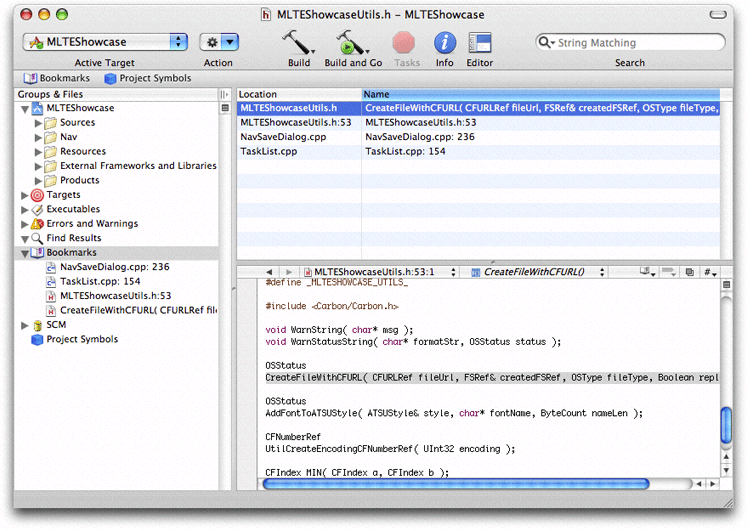 MLTEShowcaseUtils.h – MLTEShowcase
MLTEShowcase
Active Target
Action
Build
Build and Go
Tasks
Info
Editor
String Matching
Search
Bookmarks
Project Symbols
Groups & Files
MLTEShowcase
Sources
Nav
Resources
External Frameworks and Libraries
Products
Targets
Executables
Errors and Warnings
Find Results
Bookmarks
NavSaveDialog.cpp: 236
TaskList.cpp: 154
MLTEShowcaseUtils.h:53
CreateFileWithCFURL( CFURLRef file
SCM
Project Symbols
Location Name
MLTEShowcaseUtils.h CreateFileWithCFURL( CFURLRef fileUrl, FSRef& createdFSRef, OSType fileType,
MLTEShowcaseUtils.h:53 MLTEShowcaseUtils.h:53
NavSaveDialog.cpp NavSaveDialog.cpp: 236
TaskList.cpp TaskList.cpp: 154
MLTEShowcaseUtils.h:53:1 CreateFileWithCFURL()
#define _MLTESHOWCASE_UTILS_
#include <Carbon/Carbon.h>
void WarnString( char* msg );
void WarnStatusString( char* formatStr, OSStatus status );
OSStatus
CreateFileWithCFURL( CFURLRef fileUrl, FSRef& createdFSRef, OSType fileType, Boolean repl
OSStatus
AddFontToATSUStyle( ATSUStyle& style, char* fontName, ByteCount nameLen );
CFNumberRef
UtilCreateEncodingCFNumberRef( UInt32 encoding );
CFIndex MIN( CFIndex a, CFIndex b );